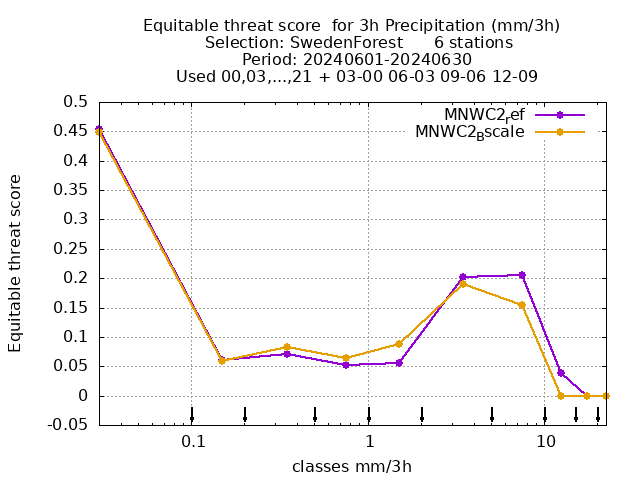 Equitable threat score  for 3h Precipitation (mm/3h)
Selection: SwedenForest      6 stations
Period: 20240601-20240630
Used 00,03,...,21 + 03-00 06-03 09-06 12-09
MNWC2ref
MNWC2Bscale
0.5
0.45
0.4
0.35
0.3
0.25
0.2
0.15
0.1
0.05
0
-0.05
Equitable threat score
0.1 1 10
classes mm/3h